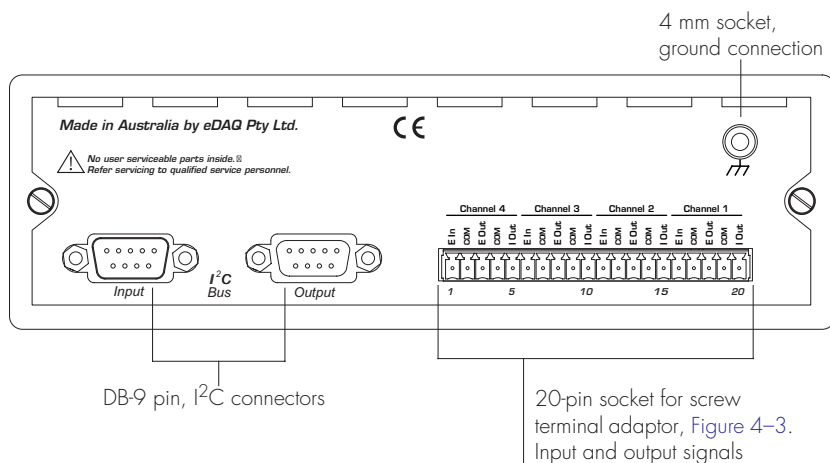 4 mm socket,
ground connection
Made in Australia by eDAQ Pty Ltd.
CE
No user serviceable parts inside.
Refer servicing to qualified service personnel.
Channel 4 Channel 3 Channel 2 Channel 1
E In COM E Out COM I Out E In COM E Out COM I Out E In COM E Out COM I Out E In COM E Out COM I Out
1 5 10 15 20
Input I²C Output
Bus
DB-9 pin, I²C connectors
20-pin socket for screw
terminal adaptor, Figure 4–3.
Input and output signals